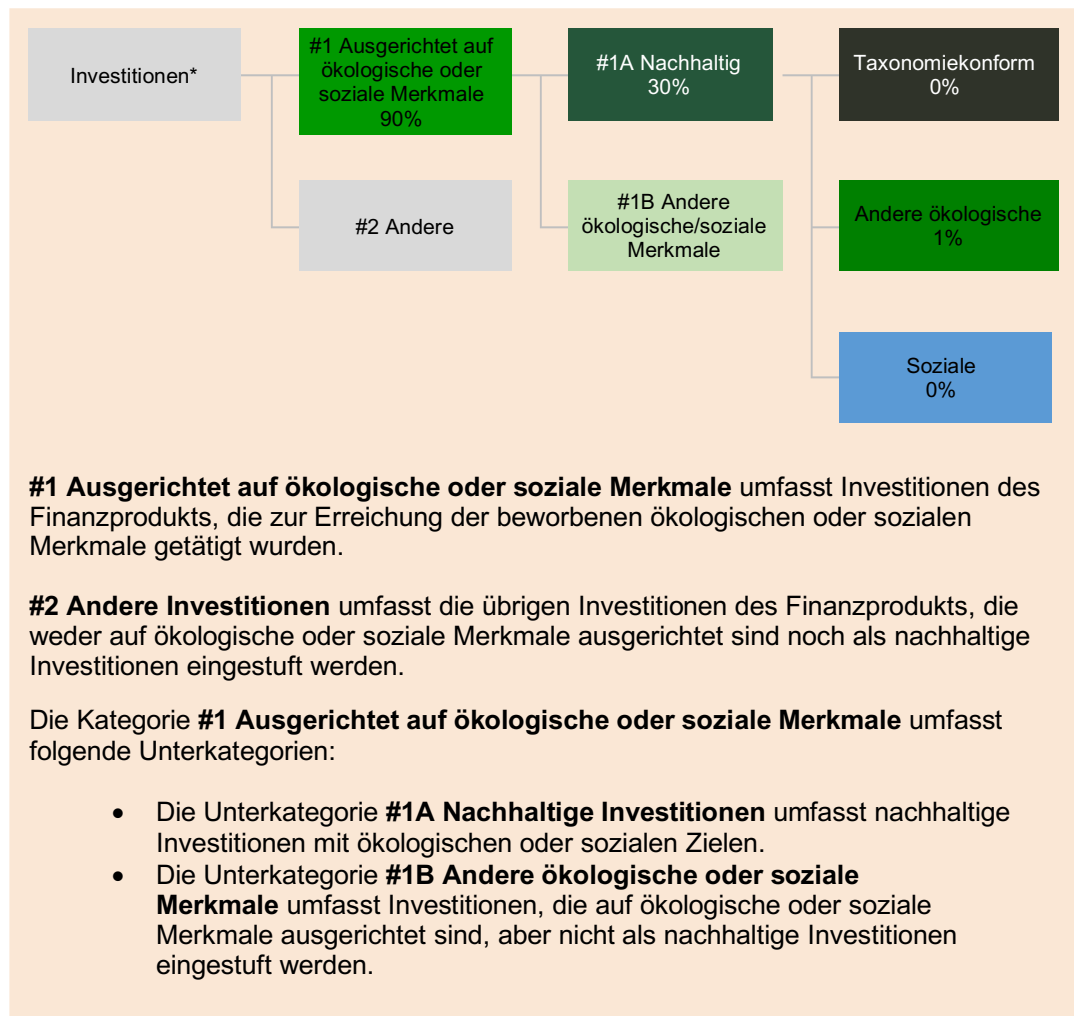 Investitionen*
#1 Ausgerichtet auf
ökologische oder
soziale Merkmale
90%
#1A Nachhaltig
30%
Taxonomiekonform
0%
#2 Andere
#1B Andere
ökologische/soziale
Merkmale
Andere ökologische
1%
Soziale
0%
#1 Ausgerichtet auf ökologische oder soziale Merkmale umfasst Investitionen des
Finanzprodukts, die zur Erreichung der beworbenen ökologischen oder sozialen
Merkmale getätigt wurden.
#2 Andere Investitionen umfasst die übrigen Investitionen des Finanzprodukts, die
weder auf ökologische oder soziale Merkmale ausgerichtet sind noch als nachhaltige
Investitionen eingestuft werden.
Die Kategorie #1 Ausgerichtet auf ökologische oder soziale Merkmale umfasst
folgende Unterkategorien:
• Die Unterkategorie #1A Nachhaltige Investitionen umfasst nachhaltige
Investitionen mit ökologischen oder sozialen Zielen.
• Die Unterkategorie #1B Andere ökologische oder soziale
Merkmale umfasst Investitionen, die auf ökologische oder soziale
Merkmale ausgerichtet sind, aber nicht als nachhaltige Investitionen
eingestuft werden.